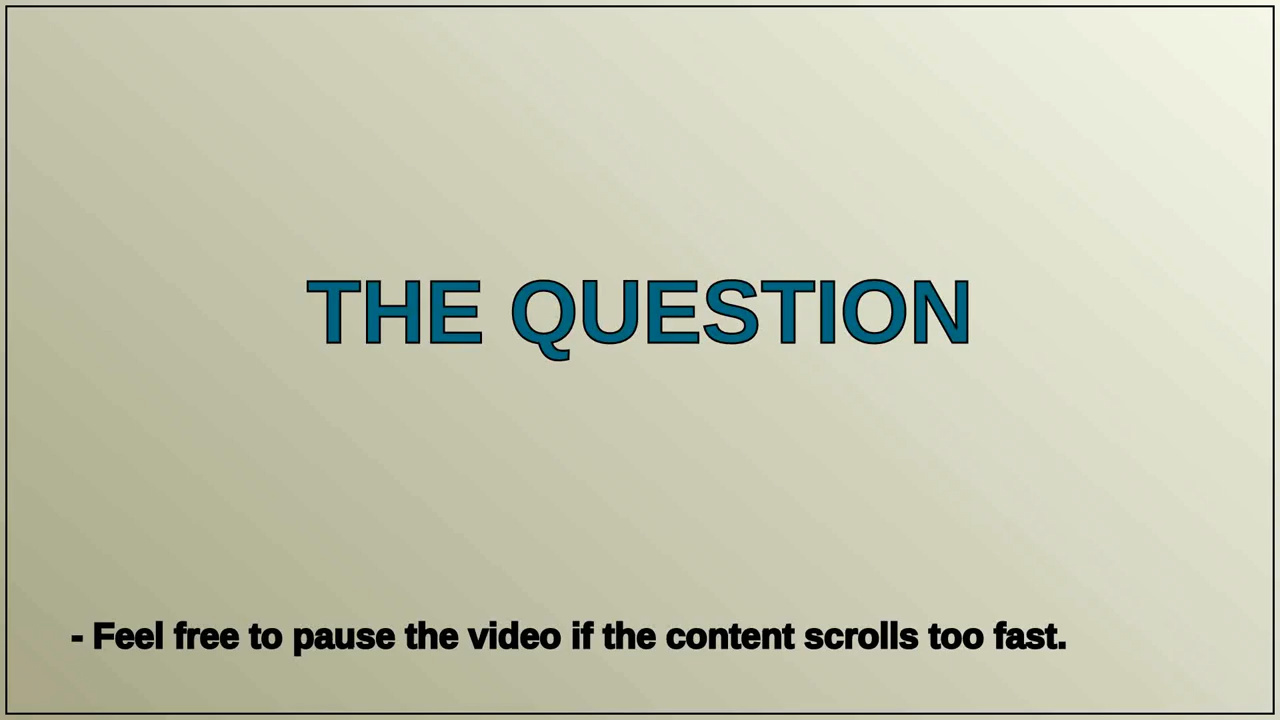 THE QUESTION
- Feel free to pause the video if the content scrolls too fast.